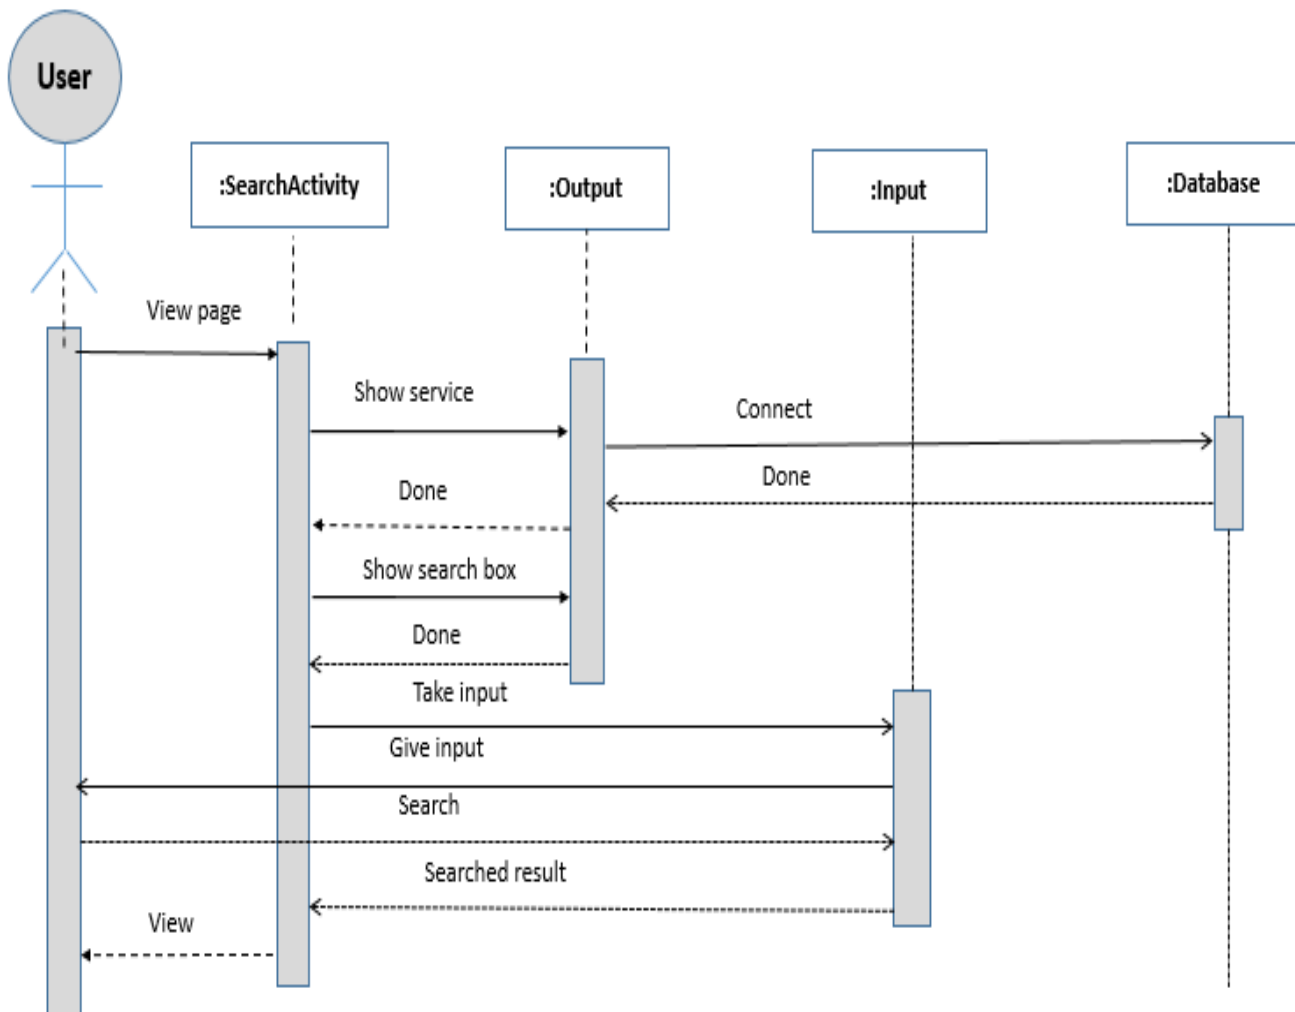 User
:SearchActivity
:Output
:Input
:Database
View page
Show service
Connect
Done
Done
Show search box
Done
Take input
Give input
Search
Searched result
View